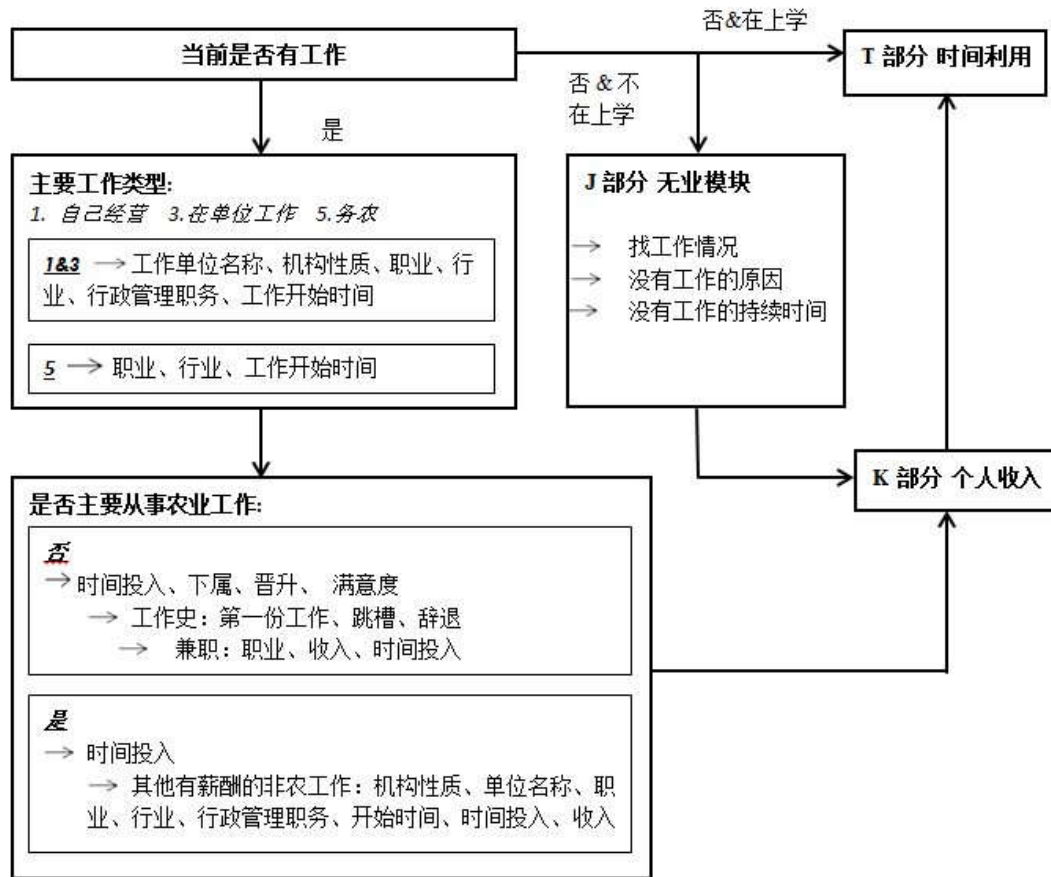 当前是否有工作
否&在上学
T 部分 时间利用
否 & 不
在上学
是
主要工作类型:
1. 自己经营 3.在单位工作 5.务农
1&3 → 工作单位名称、机构性质、职业、行
业、行政管理职务、工作开始时间
5 → 职业、行业、工作开始时间
J 部分 无业模块
→ 找工作情况
→ 没有工作的原因
→ 没有工作的持续时间
K 部分 个人收入
是否主要从事农业工作:
否
→时间投入、下属、晋升、 满意度
→ 工作史：第一份工作、跳槽、辞退
→ 兼职：职业、收入、时间投入
是
→ 时间投入
→ 其他有薪酬的非农工作：机构性质、单位名称、职
业、行业、行政管理职务、开始时间、时间投入、收入